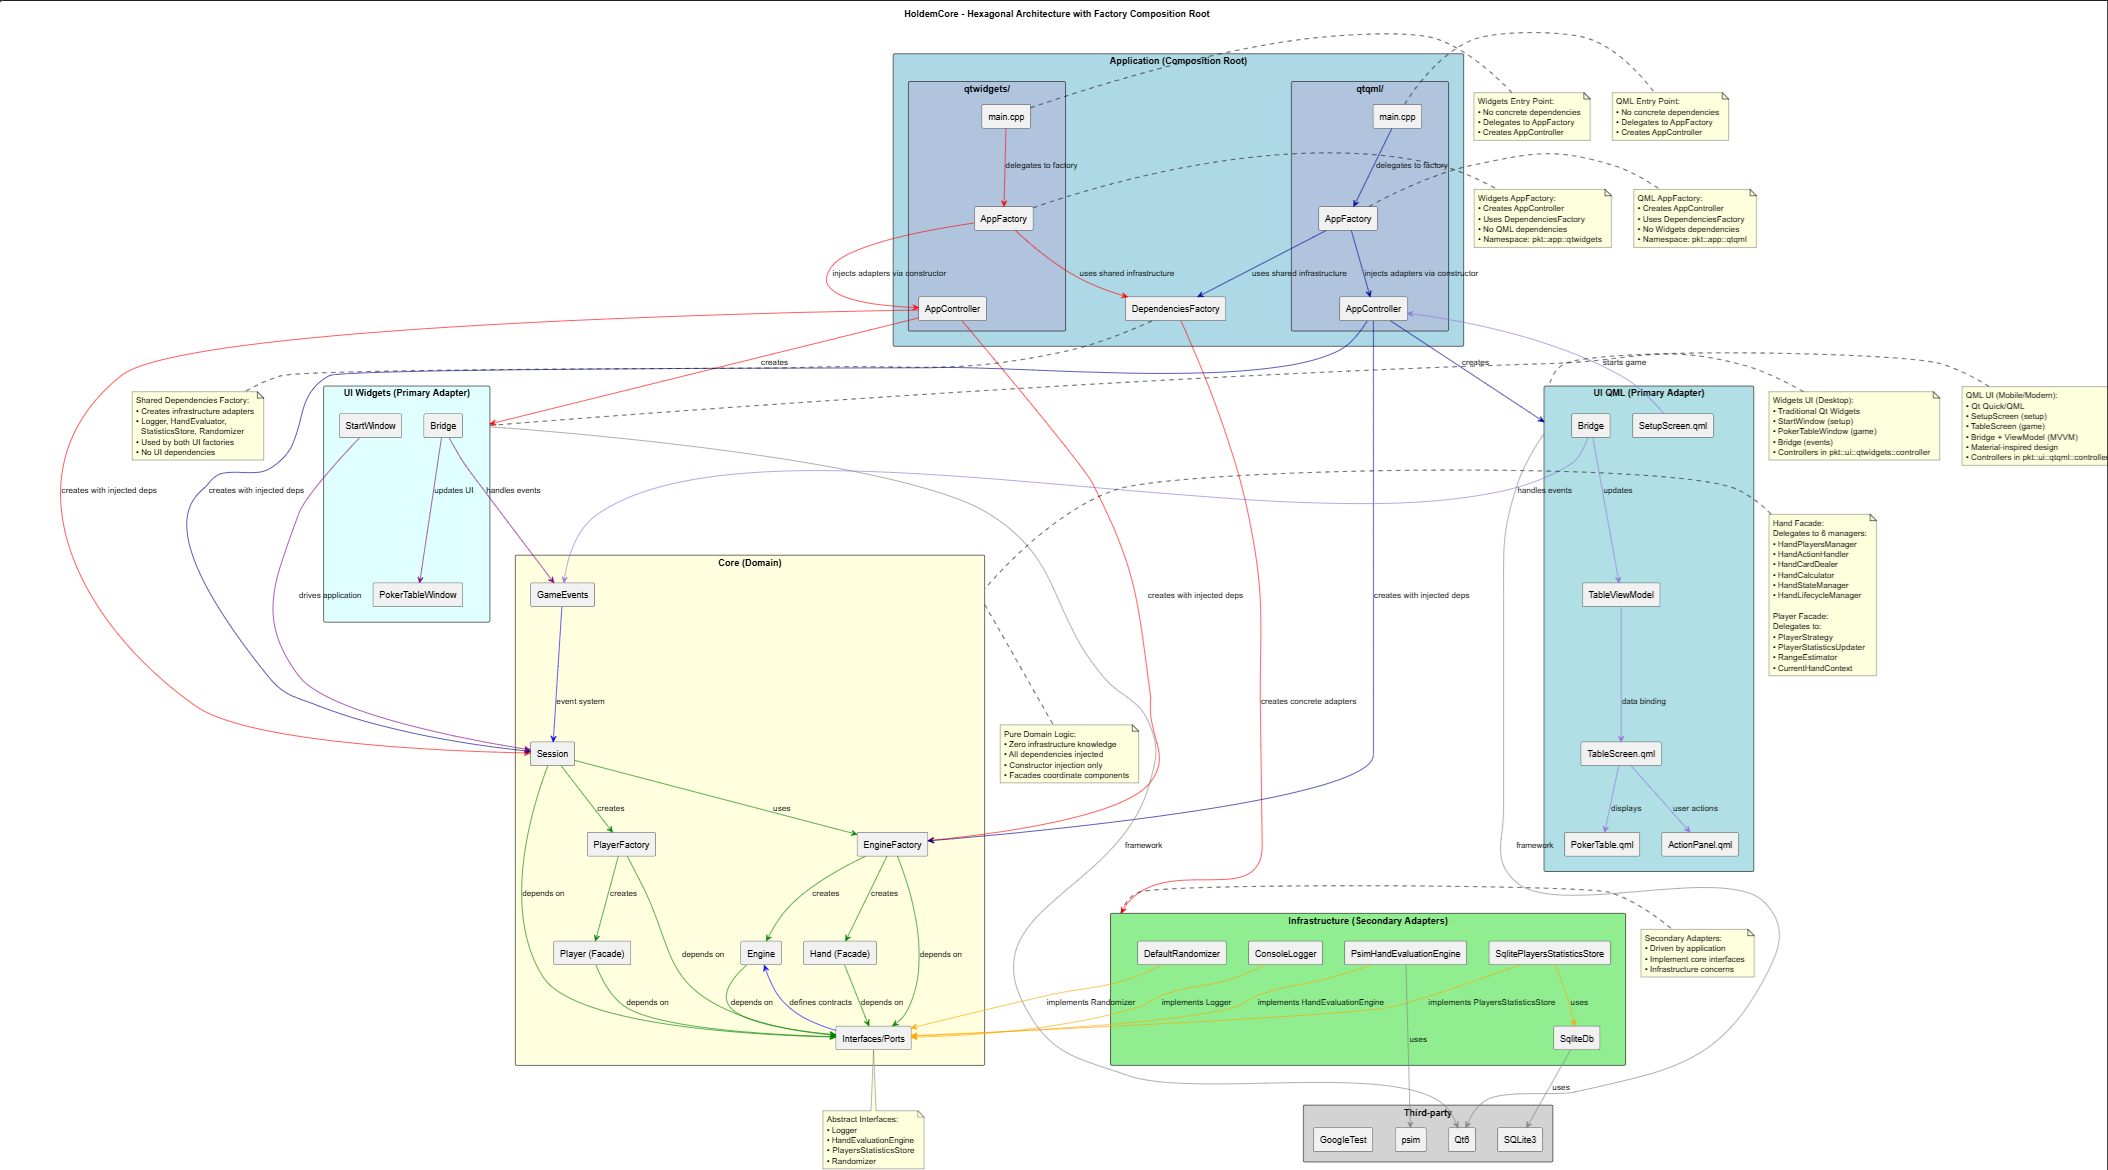 HoldemCore - Hexagonal Architecture with Factory Composition Root
Application (Composition Root)
qtwidgets/
main.cpp
delegates to factory
AppFactory
injects adapters via constructor
uses shared infrastructure
AppController
DependenciesFactory
qtqml/
main.cpp
delegates to factory
AppFactory
uses shared infrastructure
injects adapters via constructor
AppController
Widgets Entry Point:
• No concrete dependencies
• Delegates to AppFactory
• Creates AppController
QML Entry Point:
• No concrete dependencies
• Delegates to AppFactory
• Creates AppController
Widgets AppFactory:
• Creates AppController
• Uses DependenciesFactory
• No QML dependencies
• Namespace: pkt::app::qtwidgets
QML AppFactory:
• Creates AppController
• Uses DependenciesFactory
• No Widgets dependencies
• Namespace: pkt::app::qtqml
creates
creates
starts game
Shared Dependencies Factory:
• Creates infrastructure adapters
• Logger, HandEvaluator,
StatisticsStore, Randomizer
• Used by both UI factories
• No UI dependencies
UI Widgets (Primary Adapter)
StartWindow
Bridge
updates UI
handles events
PokerTableWindow
drives application
creates with injected deps
creates with injected deps
UI QML (Primary Adapter)
Bridge
SetupScreen.qml
handles events
updates
TableViewModel
data binding
TableScreen.qml
displays
user actions
PokerTable.qml
ActionPanel.qml
framework
Widgets UI (Desktop):
• Traditional Qt Widgets
• StartWindow (setup)
• PokerTableWindow (game)
• Bridge (events)
• Controllers in pkt::ui::qtwidgets::controller
QML UI (Mobile/Modern):
• Qt Quick/QML
• SetupScreen (setup)
• TableScreen (game)
• Bridge + ViewModel (MVVM)
• Material-inspired design
• Controllers in pkt::ui::qtqml::controller
Hand Facade:
Delegates to 6 managers:
• HandPlayersManager
• HandActionHandler
• HandCardDealer
• HandCalculator
• HandStateManager
• HandLifecycleManager
Player Facade:
Delegates to:
• PlayerStrategy
• PlayerStatisticsUpdater
• RangeEstimator
• CurrentHandContext
Core (Domain)
GameEvents
event system
Session
creates
uses
PlayerFactory
EngineFactory
depends on
creates
creates
creates
Player (Facade)
depends on
Engine
Hand (Facade)
depends on
depends on
depends on
defines contracts
depends on
Interfaces/Ports
creates with injected deps
creates with injected deps
creates concrete adapters
framework
Pure Domain Logic:
• Zero infrastructure knowledge
• All dependencies injected
• Constructor injection only
• Facades coordinate components
Infrastructure (Secondary Adapters)
DefaultRandomizer
ConsoleLogger
PsimHandEvaluationEngine
SqlitePlayersStatisticsStore
implements Randomizer
implements Logger
implements HandEvaluationEngine
implements PlayersStatisticsStore
uses
uses
SqliteDb
uses
Secondary Adapters:
• Driven by application
• Implement core interfaces
• Infrastructure concerns
Third-party
GoogleTest
psim
Qt6
SQLite3
Abstract Interfaces:
• Logger
• HandEvaluationEngine
• PlayersStatisticsStore
• Randomizer